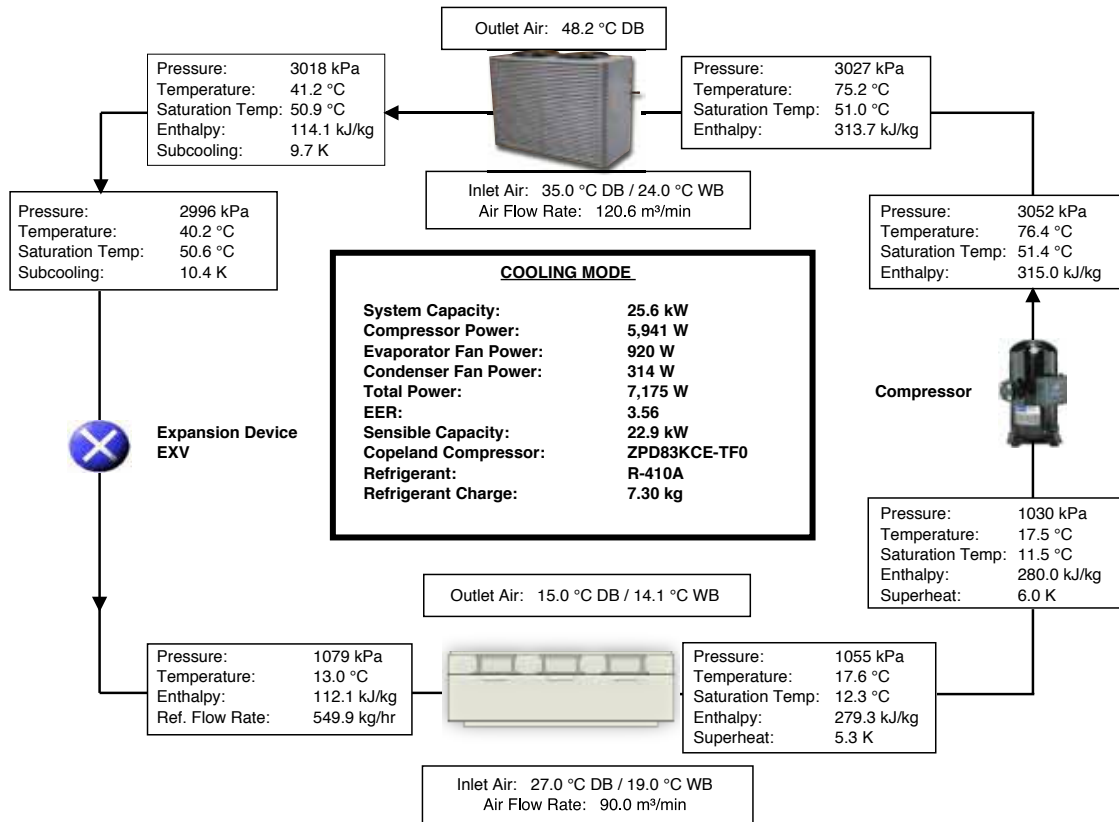 Outlet Air: 48.2 °C DB
Pressure: 3018 kPa
Temperature: 41.2 °C
Saturation Temp: 50.9 °C
Enthalpy: 114.1 kJ/kg
Subcooling: 9.7 K
Pressure: 3027 kPa
Temperature: 75.2 °C
Saturation Temp: 51.0 °C
Enthalpy: 313.7 kJ/kg
Inlet Air: 35.0 °C DB / 24.0 °C WB
Air Flow Rate: 120.6 m³/min
Pressure: 2996 kPa
Temperature: 40.2 °C
Saturation Temp: 50.6 °C
Subcooling: 10.4 K
Pressure: 3052 kPa
Temperature: 76.4 °C
Saturation Temp: 51.4 °C
Enthalpy: 315.0 kJ/kg
COOLING MODE
System Capacity: 25.6 kW
Compressor Power: 5,941 W
Evaporator Fan Power: 920 W
Condenser Fan Power: 314 W
Total Power: 7,175 W
EER: 3.56
Sensible Capacity: 22.9 kW
Copeland Compressor: ZPD83KCE-TF0
Refrigerant: R-410A
Refrigerant Charge: 7.30 kg
Compressor
Expansion Device
EXV
Pressure: 1030 kPa
Temperature: 17.5 °C
Saturation Temp: 11.5 °C
Enthalpy: 280.0 kJ/kg
Superheat: 6.0 K
Outlet Air: 15.0 °C DB / 14.1 °C WB
Pressure: 1079 kPa
Temperature: 13.0 °C
Enthalpy: 112.1 kJ/kg
Ref. Flow Rate: 549.9 kg/hr
Pressure: 1055 kPa
Temperature: 17.6 °C
Saturation Temp: 12.3 °C
Enthalpy: 279.3 kJ/kg
Superheat: 5.3 K
Inlet Air: 27.0 °C DB / 19.0 °C WB
Air Flow Rate: 90.0 m³/min